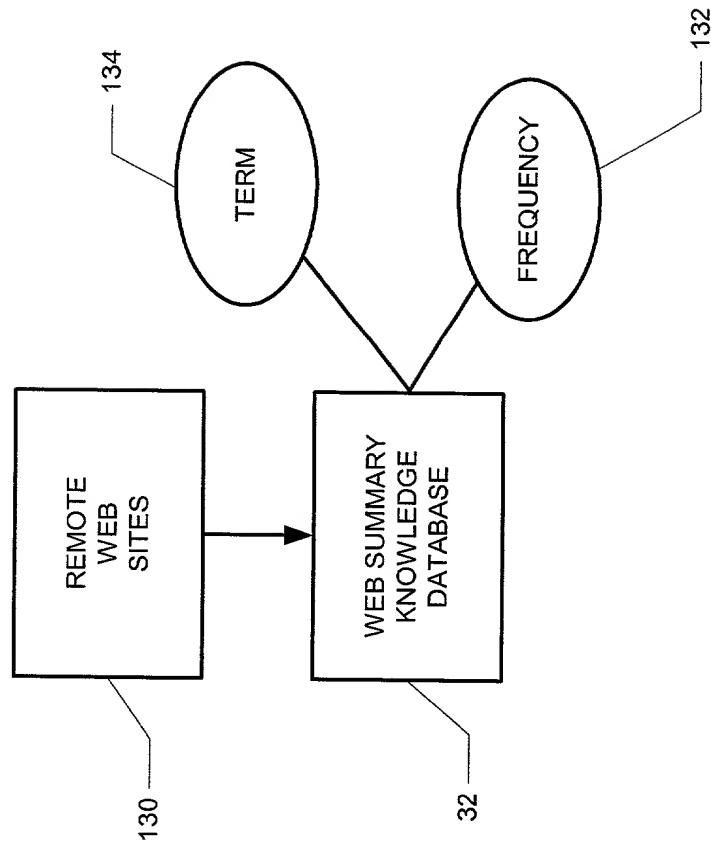 130
REMOTE
WEB
SITES
134
TERM
32
WEB SUMMARY
KNOWLEDGE
DATABASE
FREQUENCY
132